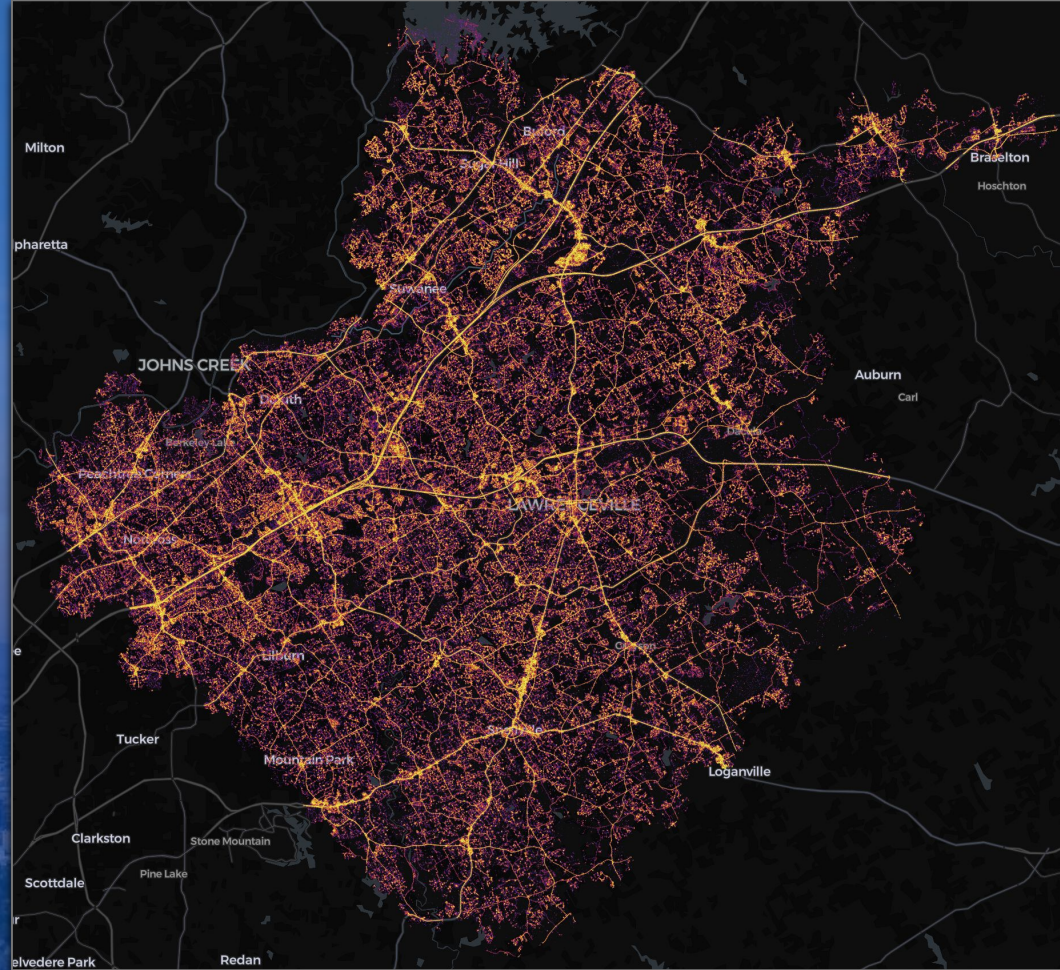 Buford
Milton
Braselton
Sugar Hill
Hoschton
pharetta
Suwanee
JOHNS CREEK
Auburn
Carl
Duluth
Dacula
Berkeley Lake
Peachtree Corners
LAWRENCEVILLE
Norcross
Grayson
e
Lilburn
Snellville
Tucker
Mountain Park
Loganville
Clarkston
Stone Mountain
Pine Lake
Scottdale
r
elvedere Park
Redan